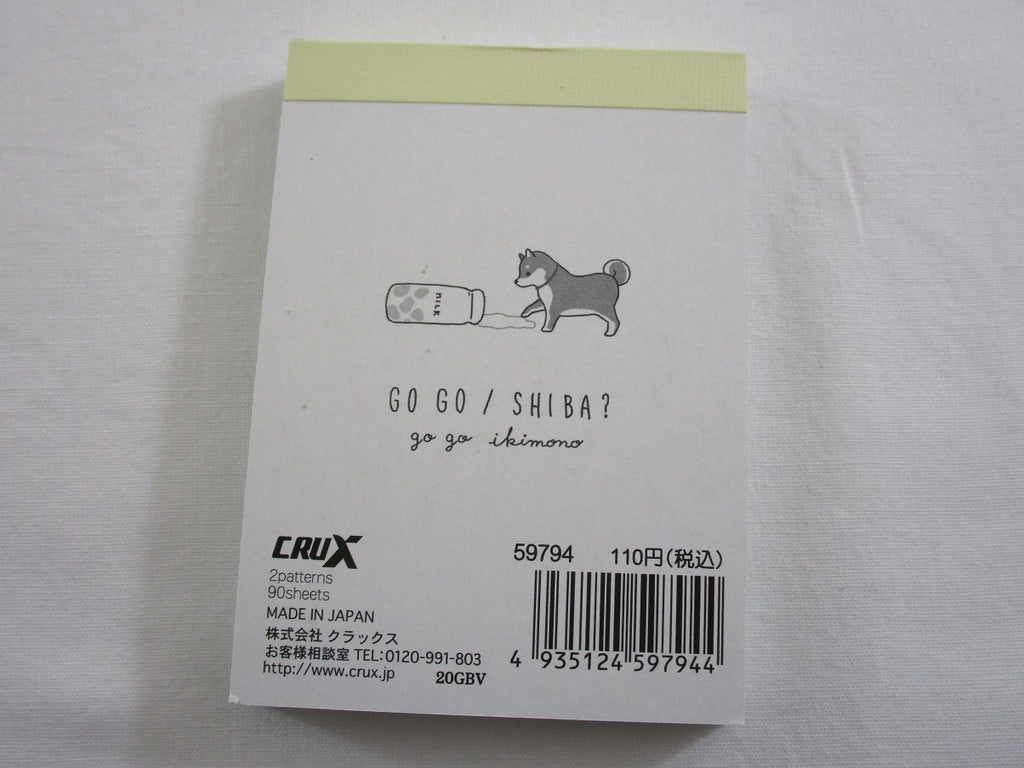 MILK
GO GO / SHIBA?
go go ikimono
CRUX
2patterns
90sheets
MADE IN JAPAN
株式会社 クラックス
お客様相談室 TEL:0120-991-803
http://www.crux.jp
20GBV
59794 110円(税込)
4 935124 597944